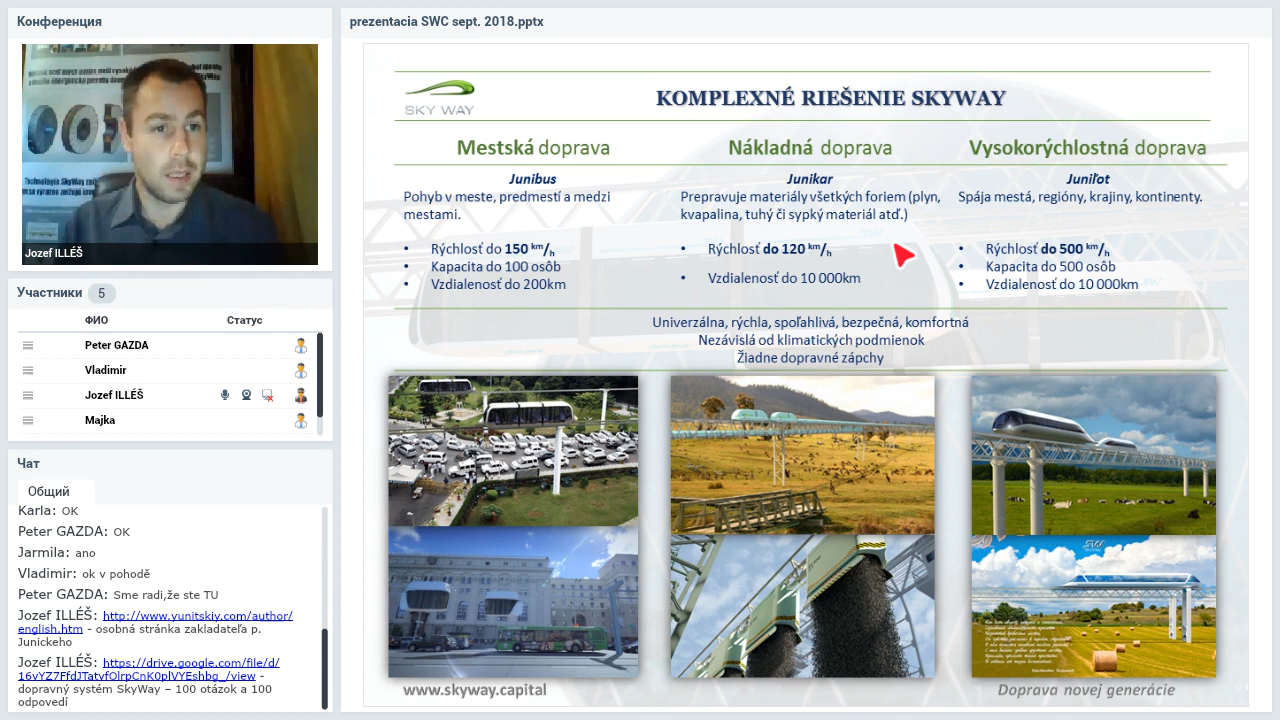 Конференция
Jozef ILLÉŠ
Участники 5
ФИО Статус
Peter GAZDA
Vladimir
Jozef ILLÉŠ
Majka
Чат
Общий
Karla: OK
Peter GAZDA: OK
Jarmila: ano
Vladimir: ok v pohodě
Peter GAZDA: Sme radi,že ste TU
Jozef ILLÉŠ: http://www.yunitskiy.com/author/
english.htm - osobná stránka zakladateľa p.
Junickeho
Jozef ILLÉŠ: https://drive.google.com/file/d/
16vYZ7FfdJTatvfOlrpCnK0plVYEshbg_/view -
dopravný systém SkyWay – 100 otázok a 100
odpovedí
prezentacia SWC sept. 2018.pptx
SKY WAY
KOMPLEXNÉ RIEŠENIE SKYWAY
Mestská doprava
Junibus
Pohyb v meste, predmestí a medzi
mestami.
• Rýchlosť do 150 km/h
• Kapacita do 100 osôb
• Vzdialenosť do 200km
Nákladná doprava
Junikar
Prepravuje materiály všetkých foriem (plyn,
kvapalina, tuhý či sypký materiál atď.)
• Rýchlosť do 120 km/h
• Vzdialenosť do 10 000km
Vysokorýchlostná doprava
Juniľot
Spája mestá, regióny, krajiny, kontinenty.
• Rýchlosť do 500 km/h
• Kapacita do 500 osôb
• Vzdialenosť do 10 000km
Univerzálna, rýchla, spoľahlivá, bezpečná, komfortná
Nezávislá od klimatických podmienok
Žiadne dopravné zápchy
www.skyway.capital
Doprava novej generácie